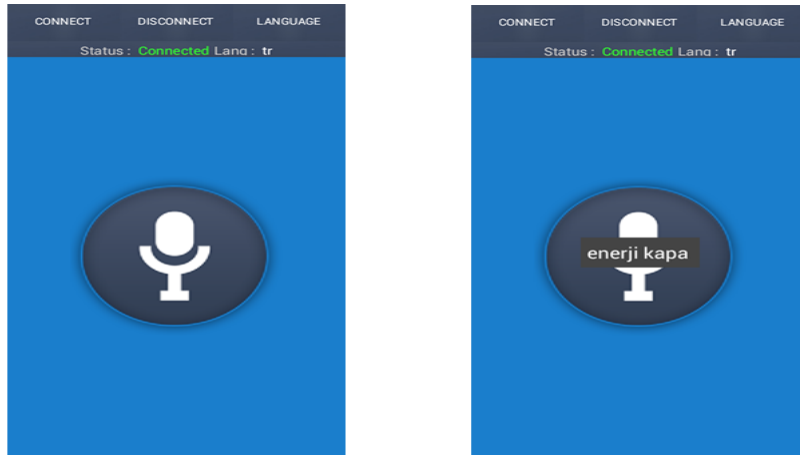 CONNECT DISCONNECT LANGUAGE
Status : Connected Lang : tr
CONNECT DISCONNECT LANGUAGE
Status : Connected Lang : tr
enerji kapa